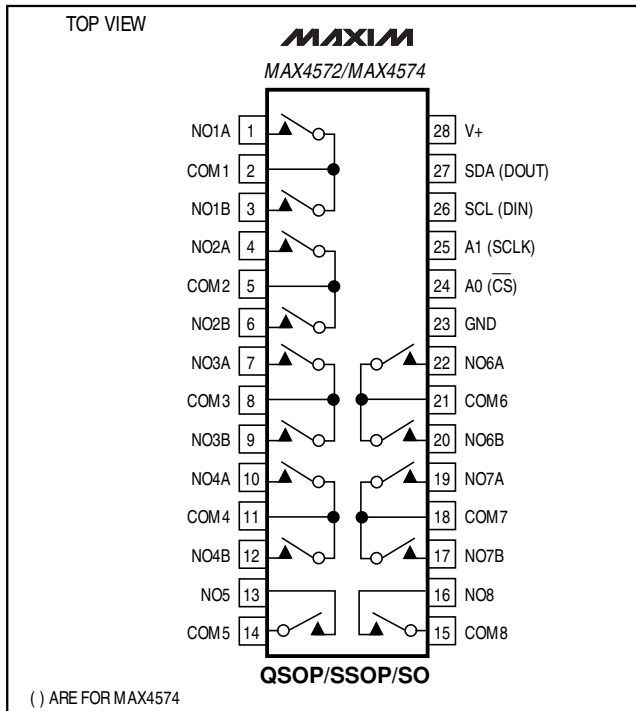 TOP VIEW
MAXIM
MAX4572/MAX4574
NO1A 1 28 V+
COM1 2 27 SDA (DOUT)
NO1B 3 26 SCL (DIN)
NO2A 4 25 A1 (SCLK)
COM2 5 24 A0 (C̅S̅)
NO2B 6 23 GND
NO3A 7 22 NO6A
COM3 8 21 COM6
NO3B 9 20 NO6B
NO4A 10 19 NO7A
COM4 11 18 COM7
NO4B 12 17 NO7B
NO5 13 16 NO8
COM5 14 15 COM8
QSOP/SSOP/SO
( ) ARE FOR MAX4574